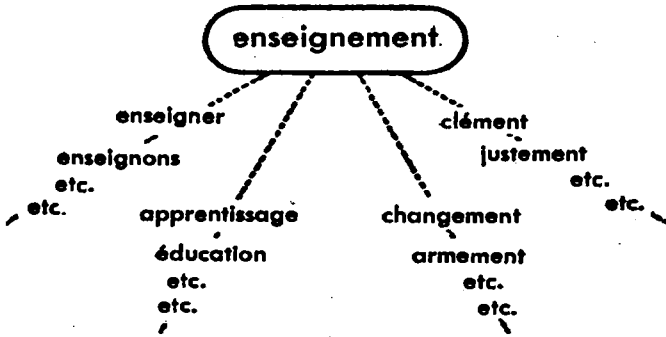 enseignement
enseigner
enseignons
etc.
etc.
apprentissage
éducation
etc.
etc.
changement
armement
etc.
etc.
clément
justement
etc.
etc.